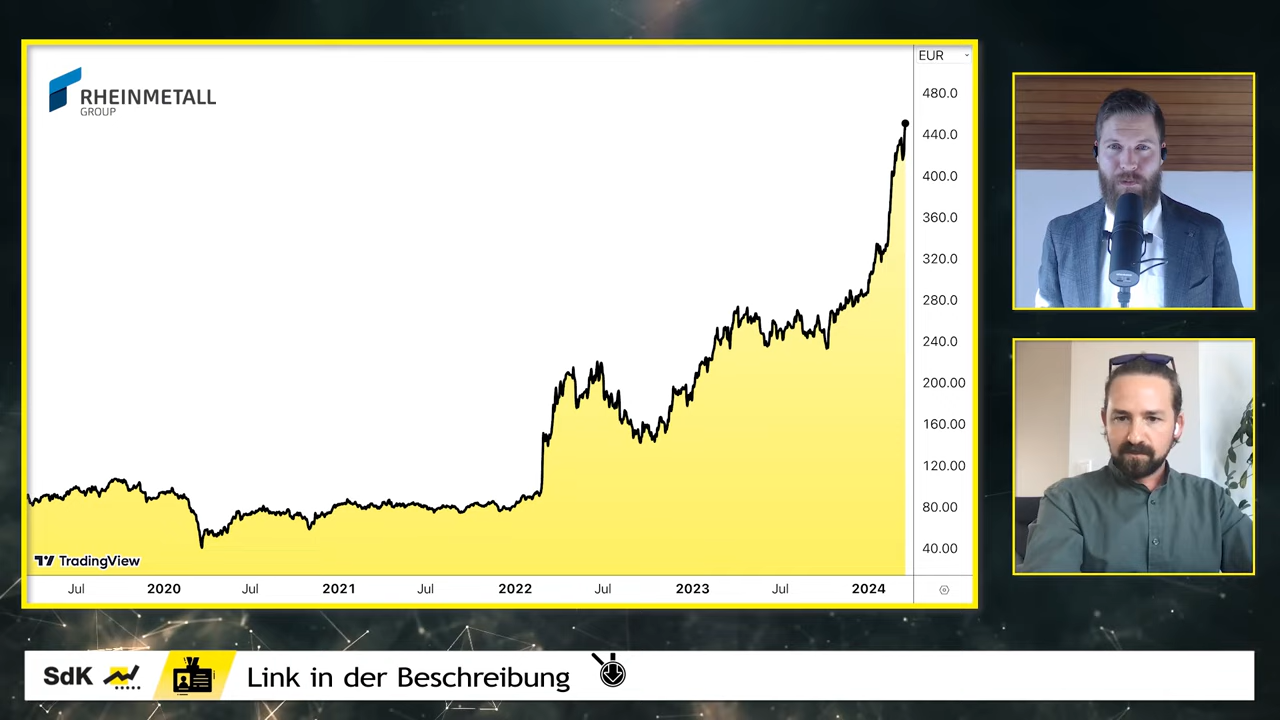 RHEINMETALL
GROUP
EUR
480.0
440.0
400.0
360.0
320.0
280.0
240.0
200.00
160.00
120.00
80.00
40.00
TradingView
Jul 2020 Jul 2021 Jul 2022 Jul 2023 Jul 2024
SdK
Link in der Beschreibung